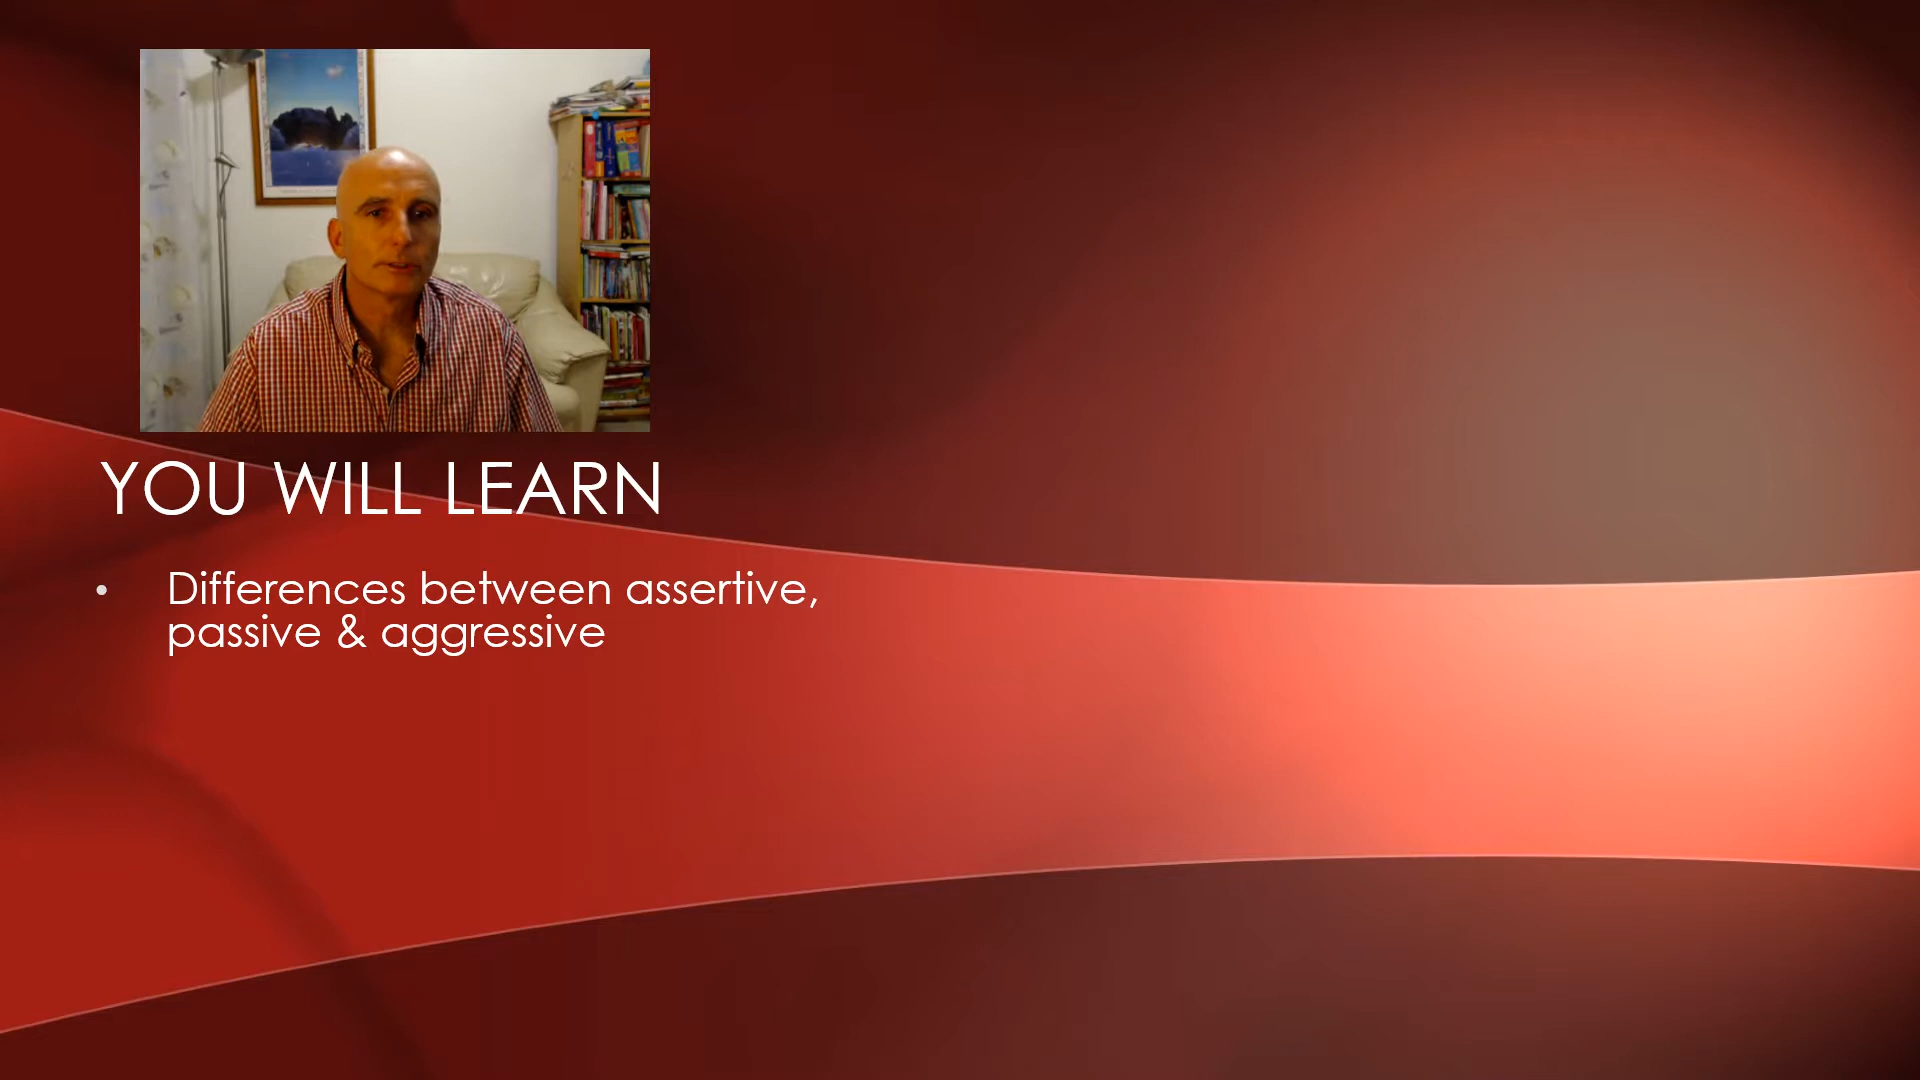 YOU WILL LEARN
• Differences between assertive,
passive & aggressive